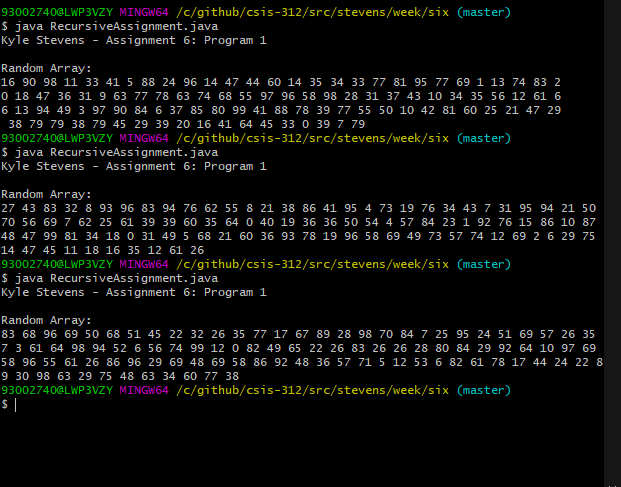 93002740@LWP3VZY MINGW64 /c/github/csis-312/src/stevens/week/six (master)
$ java RecursiveAssignment.java
Kyle Stevens - Assignment 6: Program 1
Random Array:
16 90 98 11 33 41 5 88 24 96 14 47 44 60 14 35 34 33 77 81 95 77 69 1 13 74 83 2
0 18 47 36 31 9 63 77 78 63 74 68 55 97 96 58 98 28 31 37 43 10 34 35 56 12 61 6
6 13 94 49 3 97 90 84 6 37 85 80 99 41 88 78 39 77 55 50 10 42 81 60 25 21 47 29
38 79 79 38 79 45 29 39 20 16 41 64 45 33 0 39 7 79
93002740@LWP3VZY MINGW64 /c/github/csis-312/src/stevens/week/six (master)
$ java RecursiveAssignment.java
Kyle Stevens - Assignment 6: Program 1
Random Array:
27 43 83 32 8 93 96 83 94 76 62 55 8 21 38 86 41 95 4 73 19 76 34 43 7 31 95 94 21 50
70 56 69 7 62 25 61 39 39 60 35 64 0 40 19 36 36 50 54 4 57 84 23 1 92 76 15 86 10 87
48 47 99 81 34 18 0 31 49 5 68 21 60 36 93 78 19 96 58 69 49 73 57 74 12 69 2 6 29 75
14 47 45 11 18 16 35 12 61 26
93002740@LWP3VZY MINGW64 /c/github/csis-312/src/stevens/week/six (master)
$ java RecursiveAssignment.java
Kyle Stevens - Assignment 6: Program 1
Random Array:
83 68 96 69 50 68 51 45 22 32 26 35 77 17 67 89 28 98 70 84 7 25 95 24 51 69 57 26 35
7 3 61 64 98 94 52 6 56 74 99 12 0 82 49 65 22 26 83 26 26 28 80 84 29 92 64 10 97 69
58 96 55 61 26 86 96 29 69 48 69 58 86 92 48 36 57 71 5 12 53 6 82 61 78 17 44 24 22 8
9 30 98 63 29 75 48 63 34 60 77 38
93002740@LWP3VZY MINGW64 /c/github/csis-312/src/stevens/week/six (master)
$